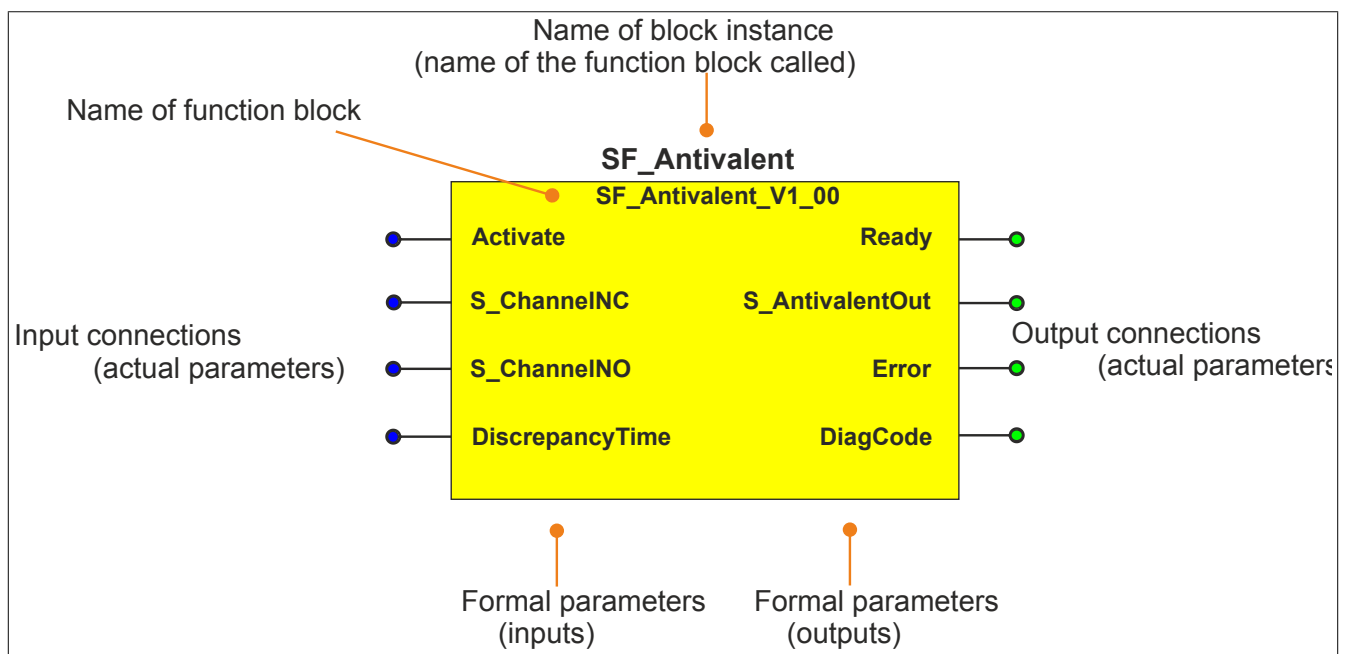 Name of block instance
(name of the function block called)
Name of function block
SF_Antivalent
SF_Antivalent_V1_00
Activate
Ready
S_ChannelNC
S_AntivalentOut
Input connections
(actual parameters)
Output connections
(actual parameters
S_ChannelNO
Error
DiscrepancyTime
DiagCode
Formal parameters
(inputs)
Formal parameters
(outputs)